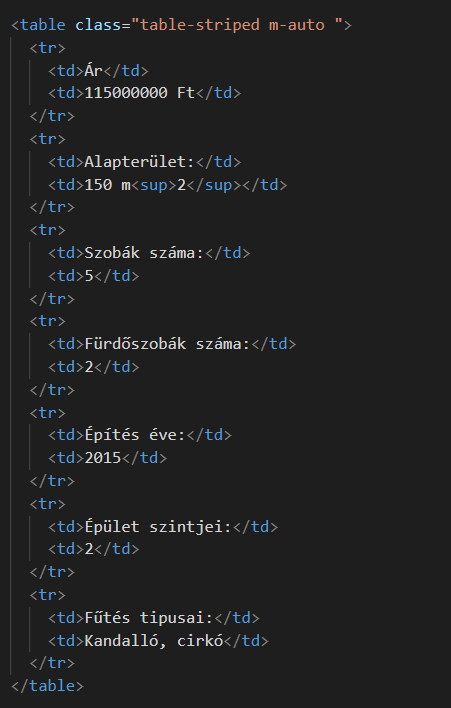 <table class="table-striped m-auto ">
<tr>
<td>Ár</td>
<td>115000000 Ft</td>
</tr>
<tr>
<td>Alapterület:</td>
<td>150 m<sup>2</sup></td>
</tr>
<tr>
<td>Szobák száma:</td>
<td>5</td>
</tr>
<tr>
<td>Fürdőszobák száma:</td>
<td>2</td>
</tr>
<tr>
<td>Építés éve:</td>
<td>2015</td>
</tr>
<tr>
<td>Épület szintjei:</td>
<td>2</td>
</tr>
<tr>
<td>Fűtés tipusai:</td>
<td>Kandalló, cirkó</td>
</tr>
</table>